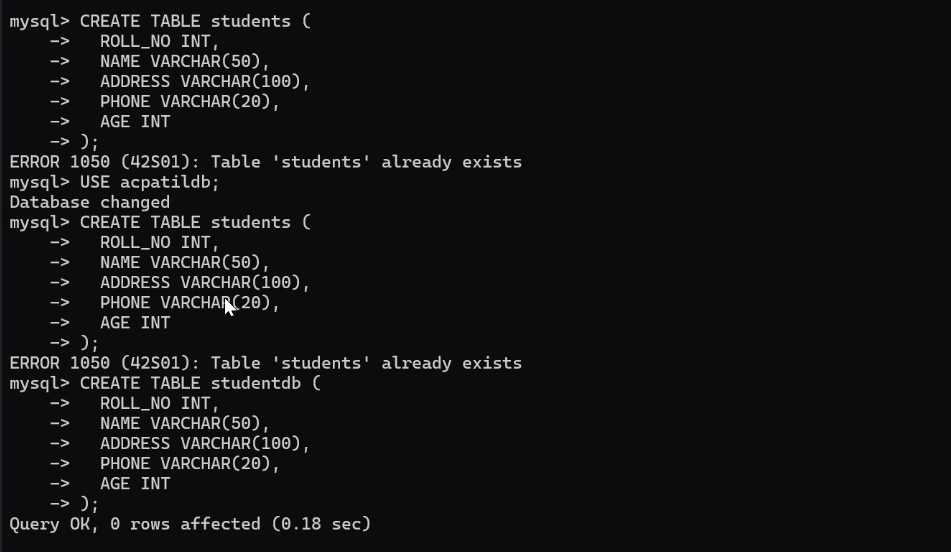 mysql> CREATE TABLE students (
    ->   ROLL_NO INT,
    ->   NAME VARCHAR(50),
    ->   ADDRESS VARCHAR(100),
    ->   PHONE VARCHAR(20),
    ->   AGE INT
    -> );
ERROR 1050 (42S01): Table 'students' already exists
mysql> USE acpatildb;
Database changed
mysql> CREATE TABLE students (
    ->   ROLL_NO INT,
    ->   NAME VARCHAR(50),
    ->   ADDRESS VARCHAR(100),
    ->   PHONE VARCHAR(20),
    ->   AGE INT
    -> );
ERROR 1050 (42S01): Table 'students' already exists
mysql> CREATE TABLE studentdb (
    ->   ROLL_NO INT,
    ->   NAME VARCHAR(50),
    ->   ADDRESS VARCHAR(100),
    ->   PHONE VARCHAR(20),
    ->   AGE INT
    -> );
Query OK, 0 rows affected (0.18 sec)